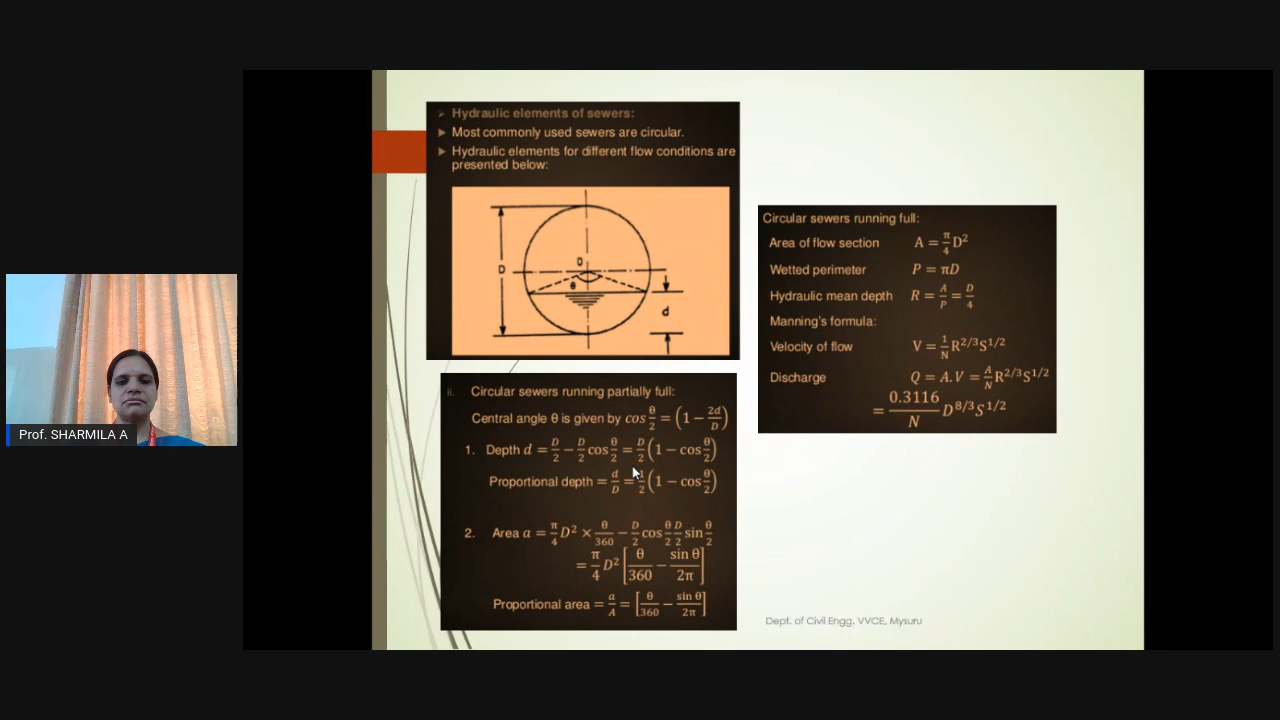 Hydraulic elements of sewers:
Most commonly used sewers are circular.
Hydraulic elements for different flow conditions are
presented below:
D
D
θ
d
ii. Circular sewers running partially full:
Central angle θ is given by cos θ/2 = (1 − 2d/D)
1. Depth d = D/2 − D/2 cos θ/2 = D/2 (1 − cos θ/2)
Proportional depth = d/D = 1/2 (1 − cos θ/2)
2. Area a = π/4 D² × θ/360 − D/2 cos θ/2 D/2 sin θ/2
= π/4 D² [θ/360 − sin θ/2π]
Proportional area = a/A = [θ/360 − sin θ/2π]
Circular sewers running full:
Area of flow section A = π/4 D²
Wetted perimeter P = πD
Hydraulic mean depth R = A/P = D/4
Manning's formula:
Velocity of flow V = 1/N R^2/3 S^1/2
Discharge Q = A.V = A/N R^2/3 S^1/2
= 0.3116/N D^8/3 S^1/2
Dept. of Civil Engg. VVCE, Mysuru
Prof. SHARMILA A